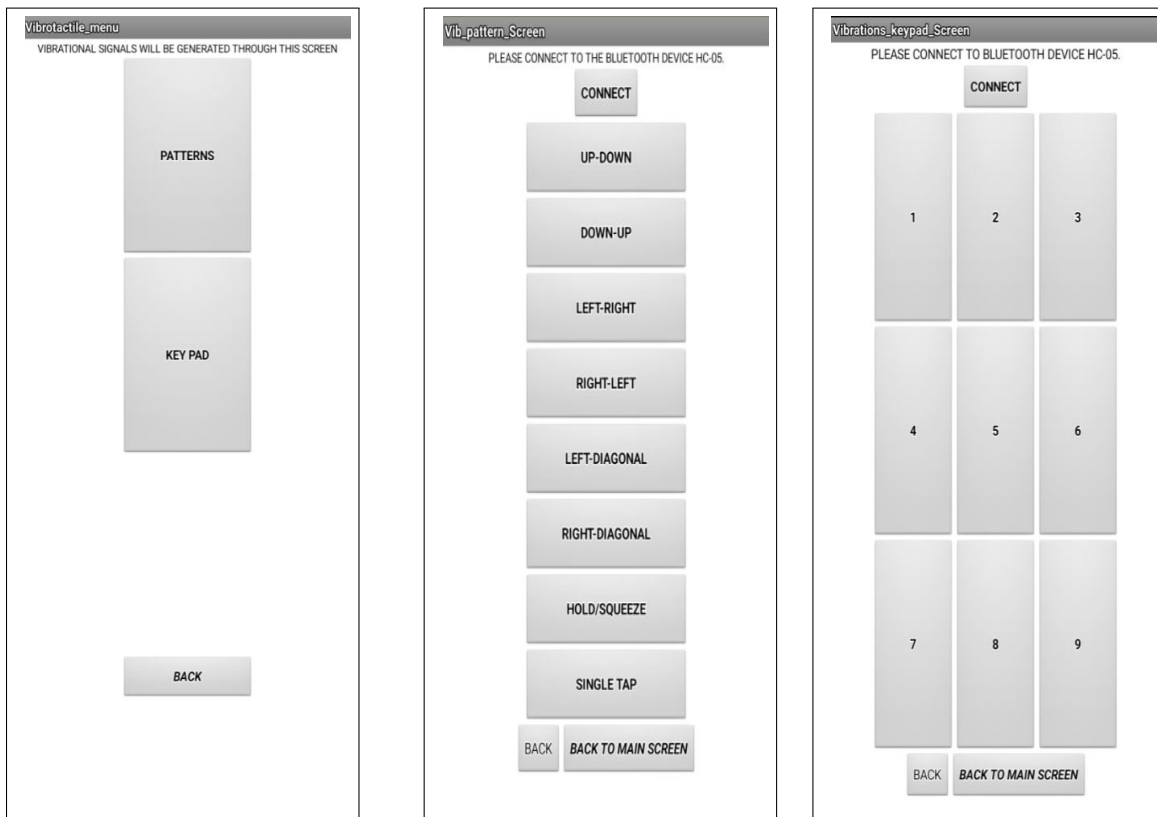 Vibrotactile_menu
VIBRATIONAL SIGNALS WILL BE GENERATED THROUGH THIS SCREEN
PATTERNS
KEY PAD
BACK
Vib_pattern_Screen
PLEASE CONNECT TO THE BLUETOOTH DEVICE HC-05.
CONNECT
UP-DOWN
DOWN-UP
LEFT-RIGHT
RIGHT-LEFT
LEFT-DIAGONAL
RIGHT-DIAGONAL
HOLD/SQUEEZE
SINGLE TAP
BACK BACK TO MAIN SCREEN
Vibrations_keypad_Screen
PLEASE CONNECT TO BLUETOOTH DEVICE HC-05.
CONNECT
1 2 3
4 5 6
7 8 9
BACK BACK TO MAIN SCREEN